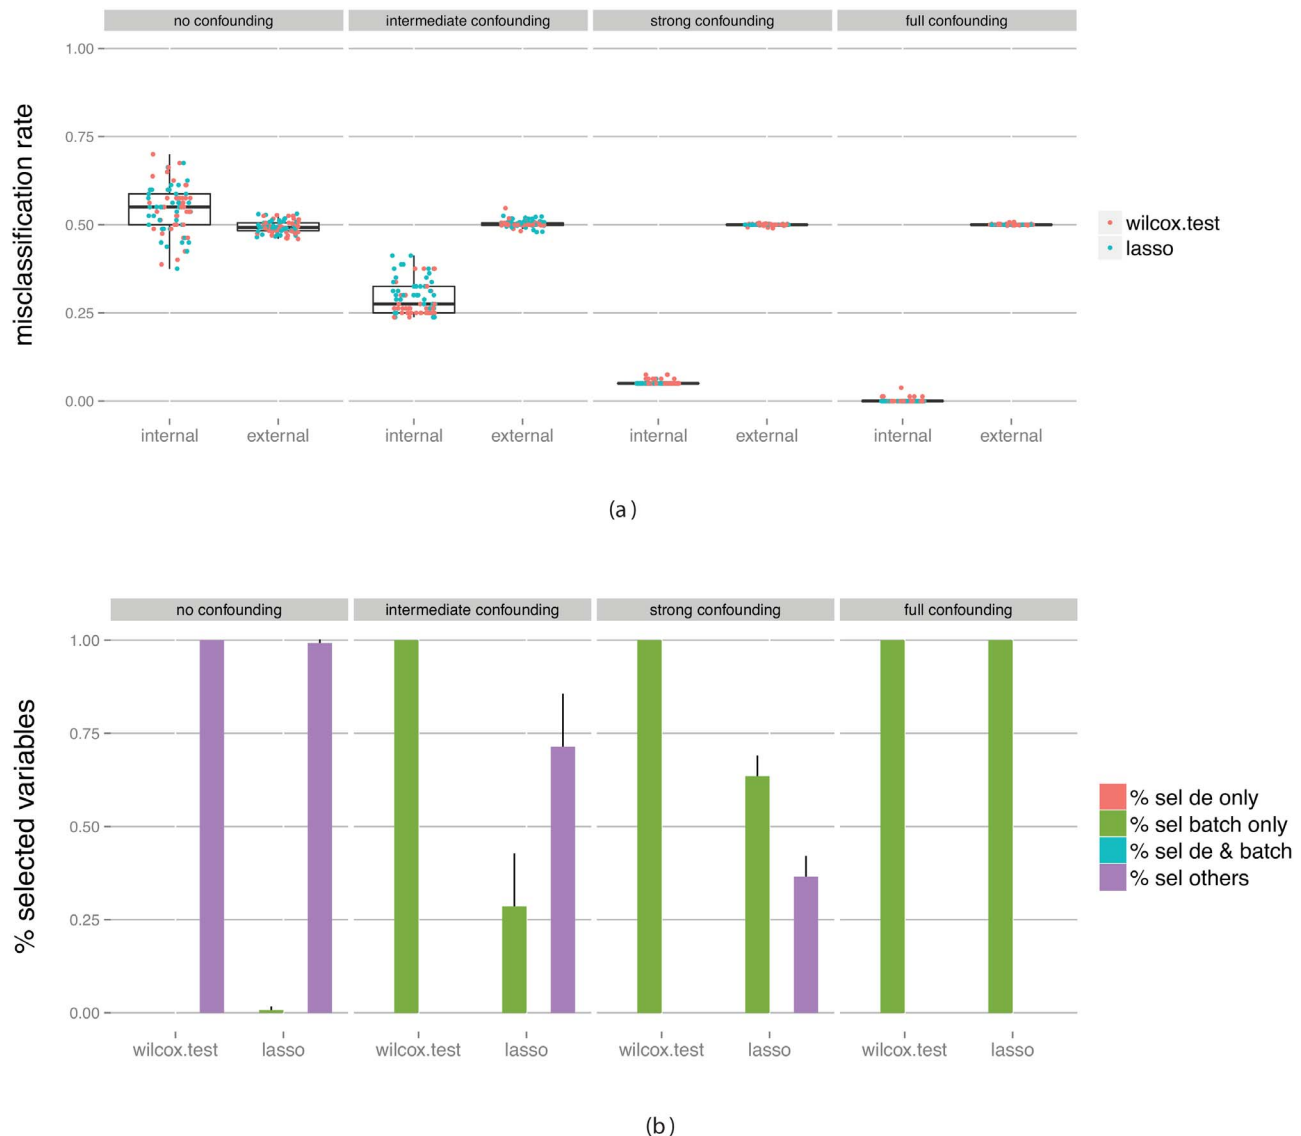 no confounding intermediate confounding strong confounding full confounding
misclassification rate
1.00
0.75
0.50
0.25
0.00
wilcox.test
lasso
internal external internal external internal external internal external
(a)
no confounding intermediate confounding strong confounding full confounding
% selected variables
1.00
0.75
0.50
0.25
0.00
% sel de only
% sel batch only
% sel de & batch
% sel others
wilcox.test lasso wilcox.test lasso wilcox.test lasso wilcox.test lasso
(b)